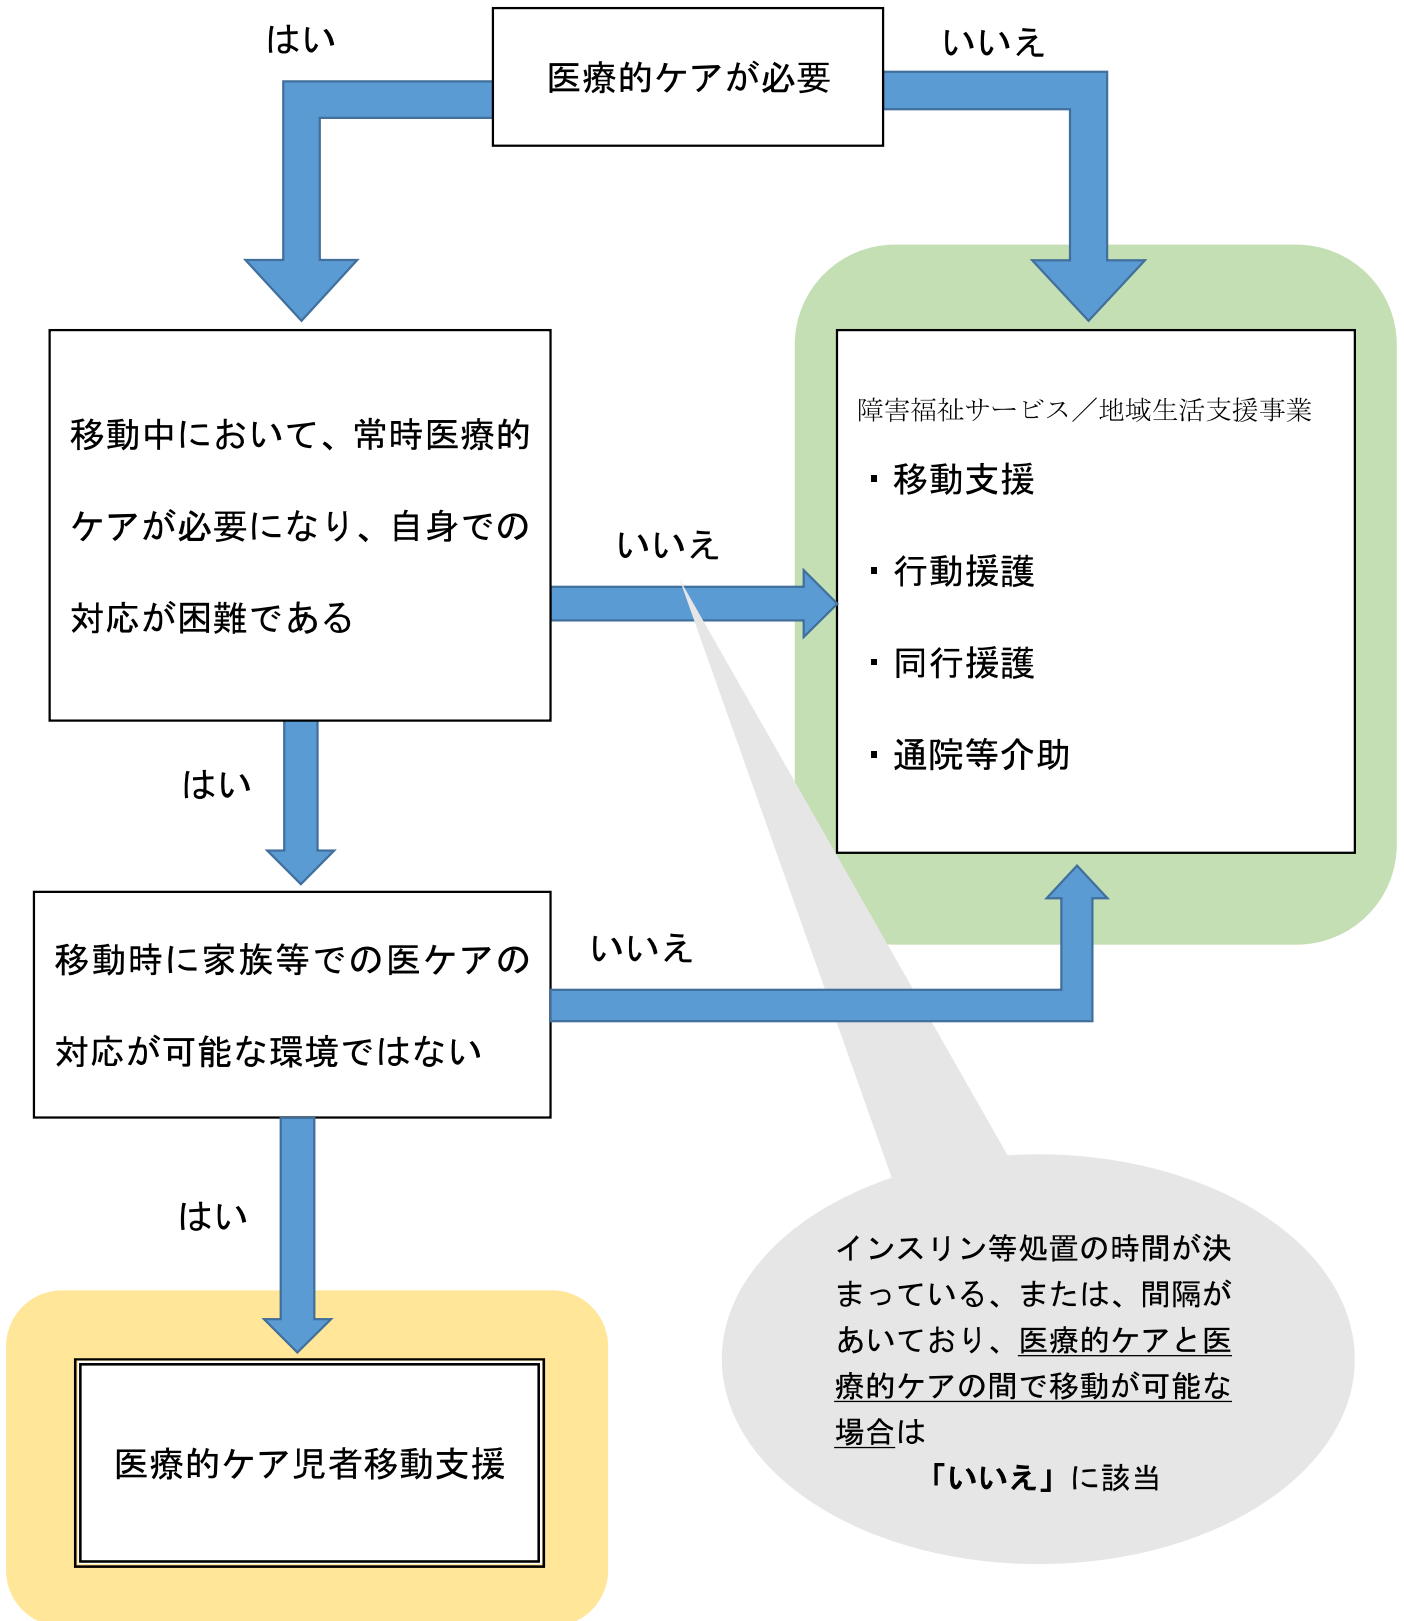 医療的ケアが必要
はい
いいえ
移動中において、常時医療的
ケアが必要になり、自身での
対応が困難である
いいえ
障害福祉サービス／地域生活支援事業
・移動支援
・行動援護
・同行援護
・通院等介助
はい
移動時に家族等での医ケアの
対応が可能な環境ではない
いいえ
はい
医療的ケア児者移動支援
インスリン等処置の時間が決
まっている、または、間隔が
あいており、医療的ケアと医
療的ケアの間で移動が可能な
場合は
「いいえ」に該当